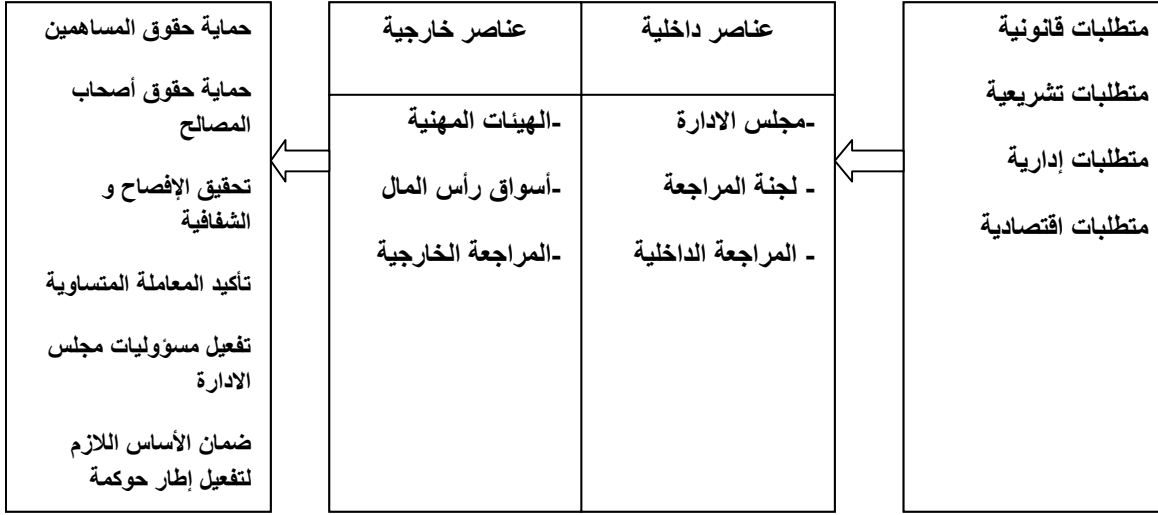 متطلبات قانونية
متطلبات تشريعية
متطلبات إدارية
متطلبات اقتصادية
عناصر داخلية
-مجلس الادارة
- لجنة المراجعة
- المراجعة الداخلية
عناصر خارجية
-الهيئات المهنية
-أسواق رأس المال
-المراجعة الخارجية
حماية حقوق المساهمين
حماية حقوق أصحاب
المصالح
تحقيق الإفصاح و
الشفافية
تأكيد المعاملة المتساوية
تفعيل مسؤوليات مجلس
الادارة
ضمان الأساس اللازم
لتفعيل إطار حوكمة